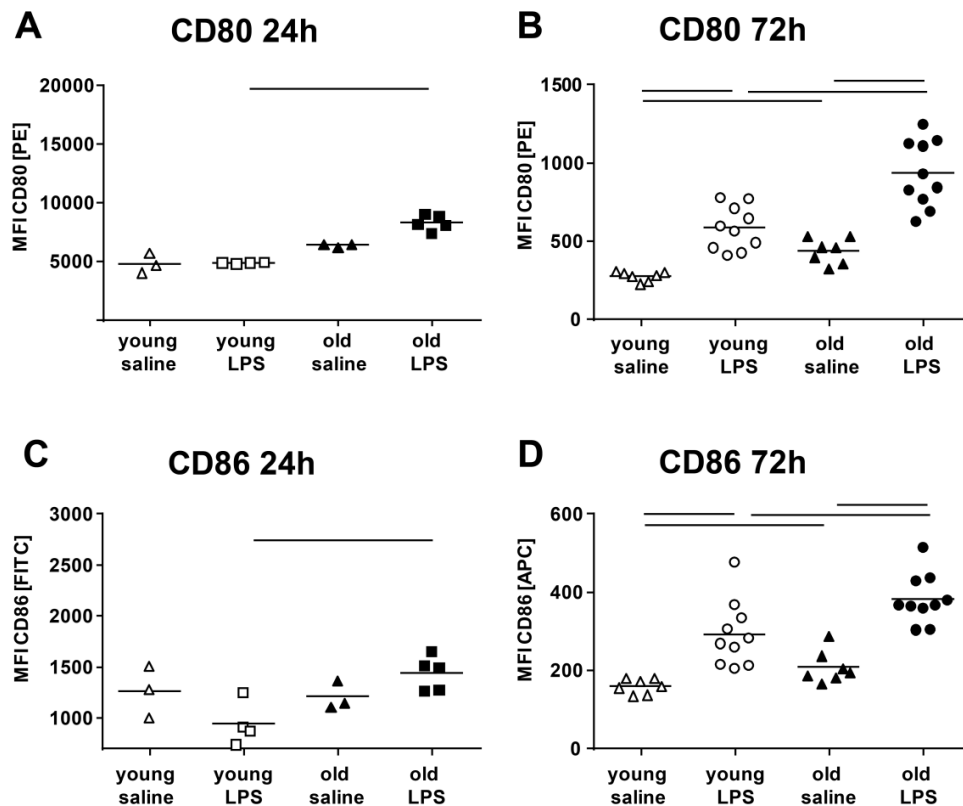 A
CD80 24h
MFI CD80 [PE]
20000
15000
10000
5000
young
saline
young
LPS
old
saline
old
LPS
B
CD80 72h
MFI CD80 [PE]
1500
1000
500
0
young
saline
young
LPS
old
saline
old
LPS
C
CD86 24h
MFI CD86 [FITC]
3000
2500
2000
1500
1000
young
saline
young
LPS
old
saline
old
LPS
D
CD86 72h
MFI CD86 [APC]
600
400
200
0
young
saline
young
LPS
old
saline
old
LPS